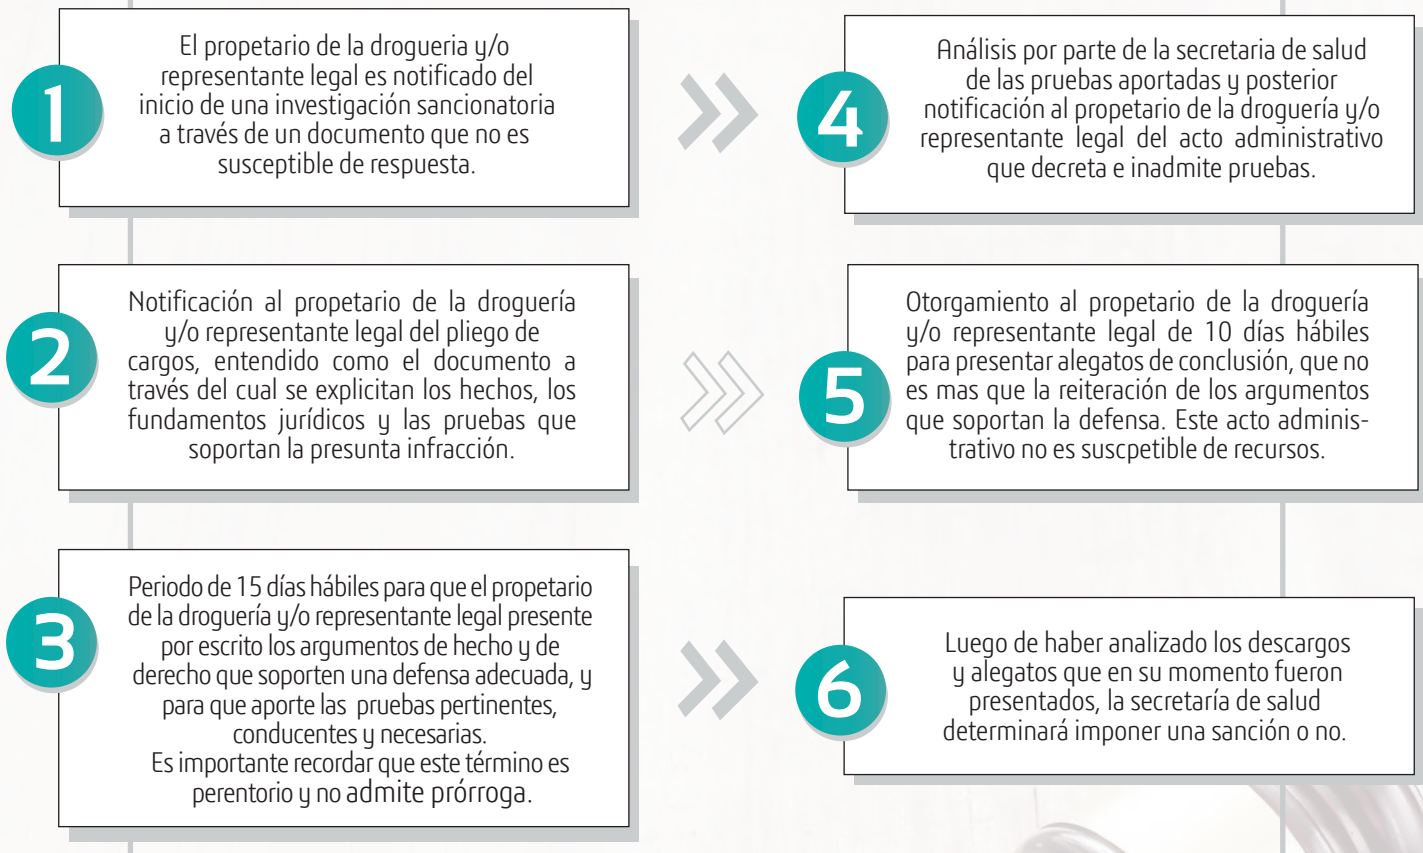 1
El propetario de la drogueria y/o
representante legal es notificado del
inicio de una investigación sancionatoria
a través de un documento que no es
susceptible de respuesta.
2
Notificación al propetario de la droguería
y/o representante legal del pliego de
cargos, entendido como el documento a
través del cual se explicitan los hechos, los
fundamentos jurídicos y las pruebas que
soportan la presunta infracción.
3
Periodo de 15 días hábiles para que el propetario
de la droguería y/o representante legal presente
por escrito los argumentos de hecho y de
derecho que soporten una defensa adecuada, y
para que aporte las pruebas pertinentes,
conducentes y necesarias.
Es importante recordar que este término es
perentorio y no admite prórroga.
4
Análisis por parte de la secretaria de salud
de las pruebas aportadas y posterior
notificación al propetario de la droguería y/o
representante legal del acto administrativo
que decreta e inadmite pruebas.
5
Otorgamiento al propetario de la droguería
y/o representante legal de 10 días hábiles
para presentar alegatos de conclusión, que no
es mas que la reiteración de los argumentos
que soportan la defensa. Este acto adminis-
trativo no es suscpetible de recursos.
6
Luego de haber analizado los descargos
y alegatos que en su momento fueron
presentados, la secretaría de salud
determinará imponer una sanción o no.